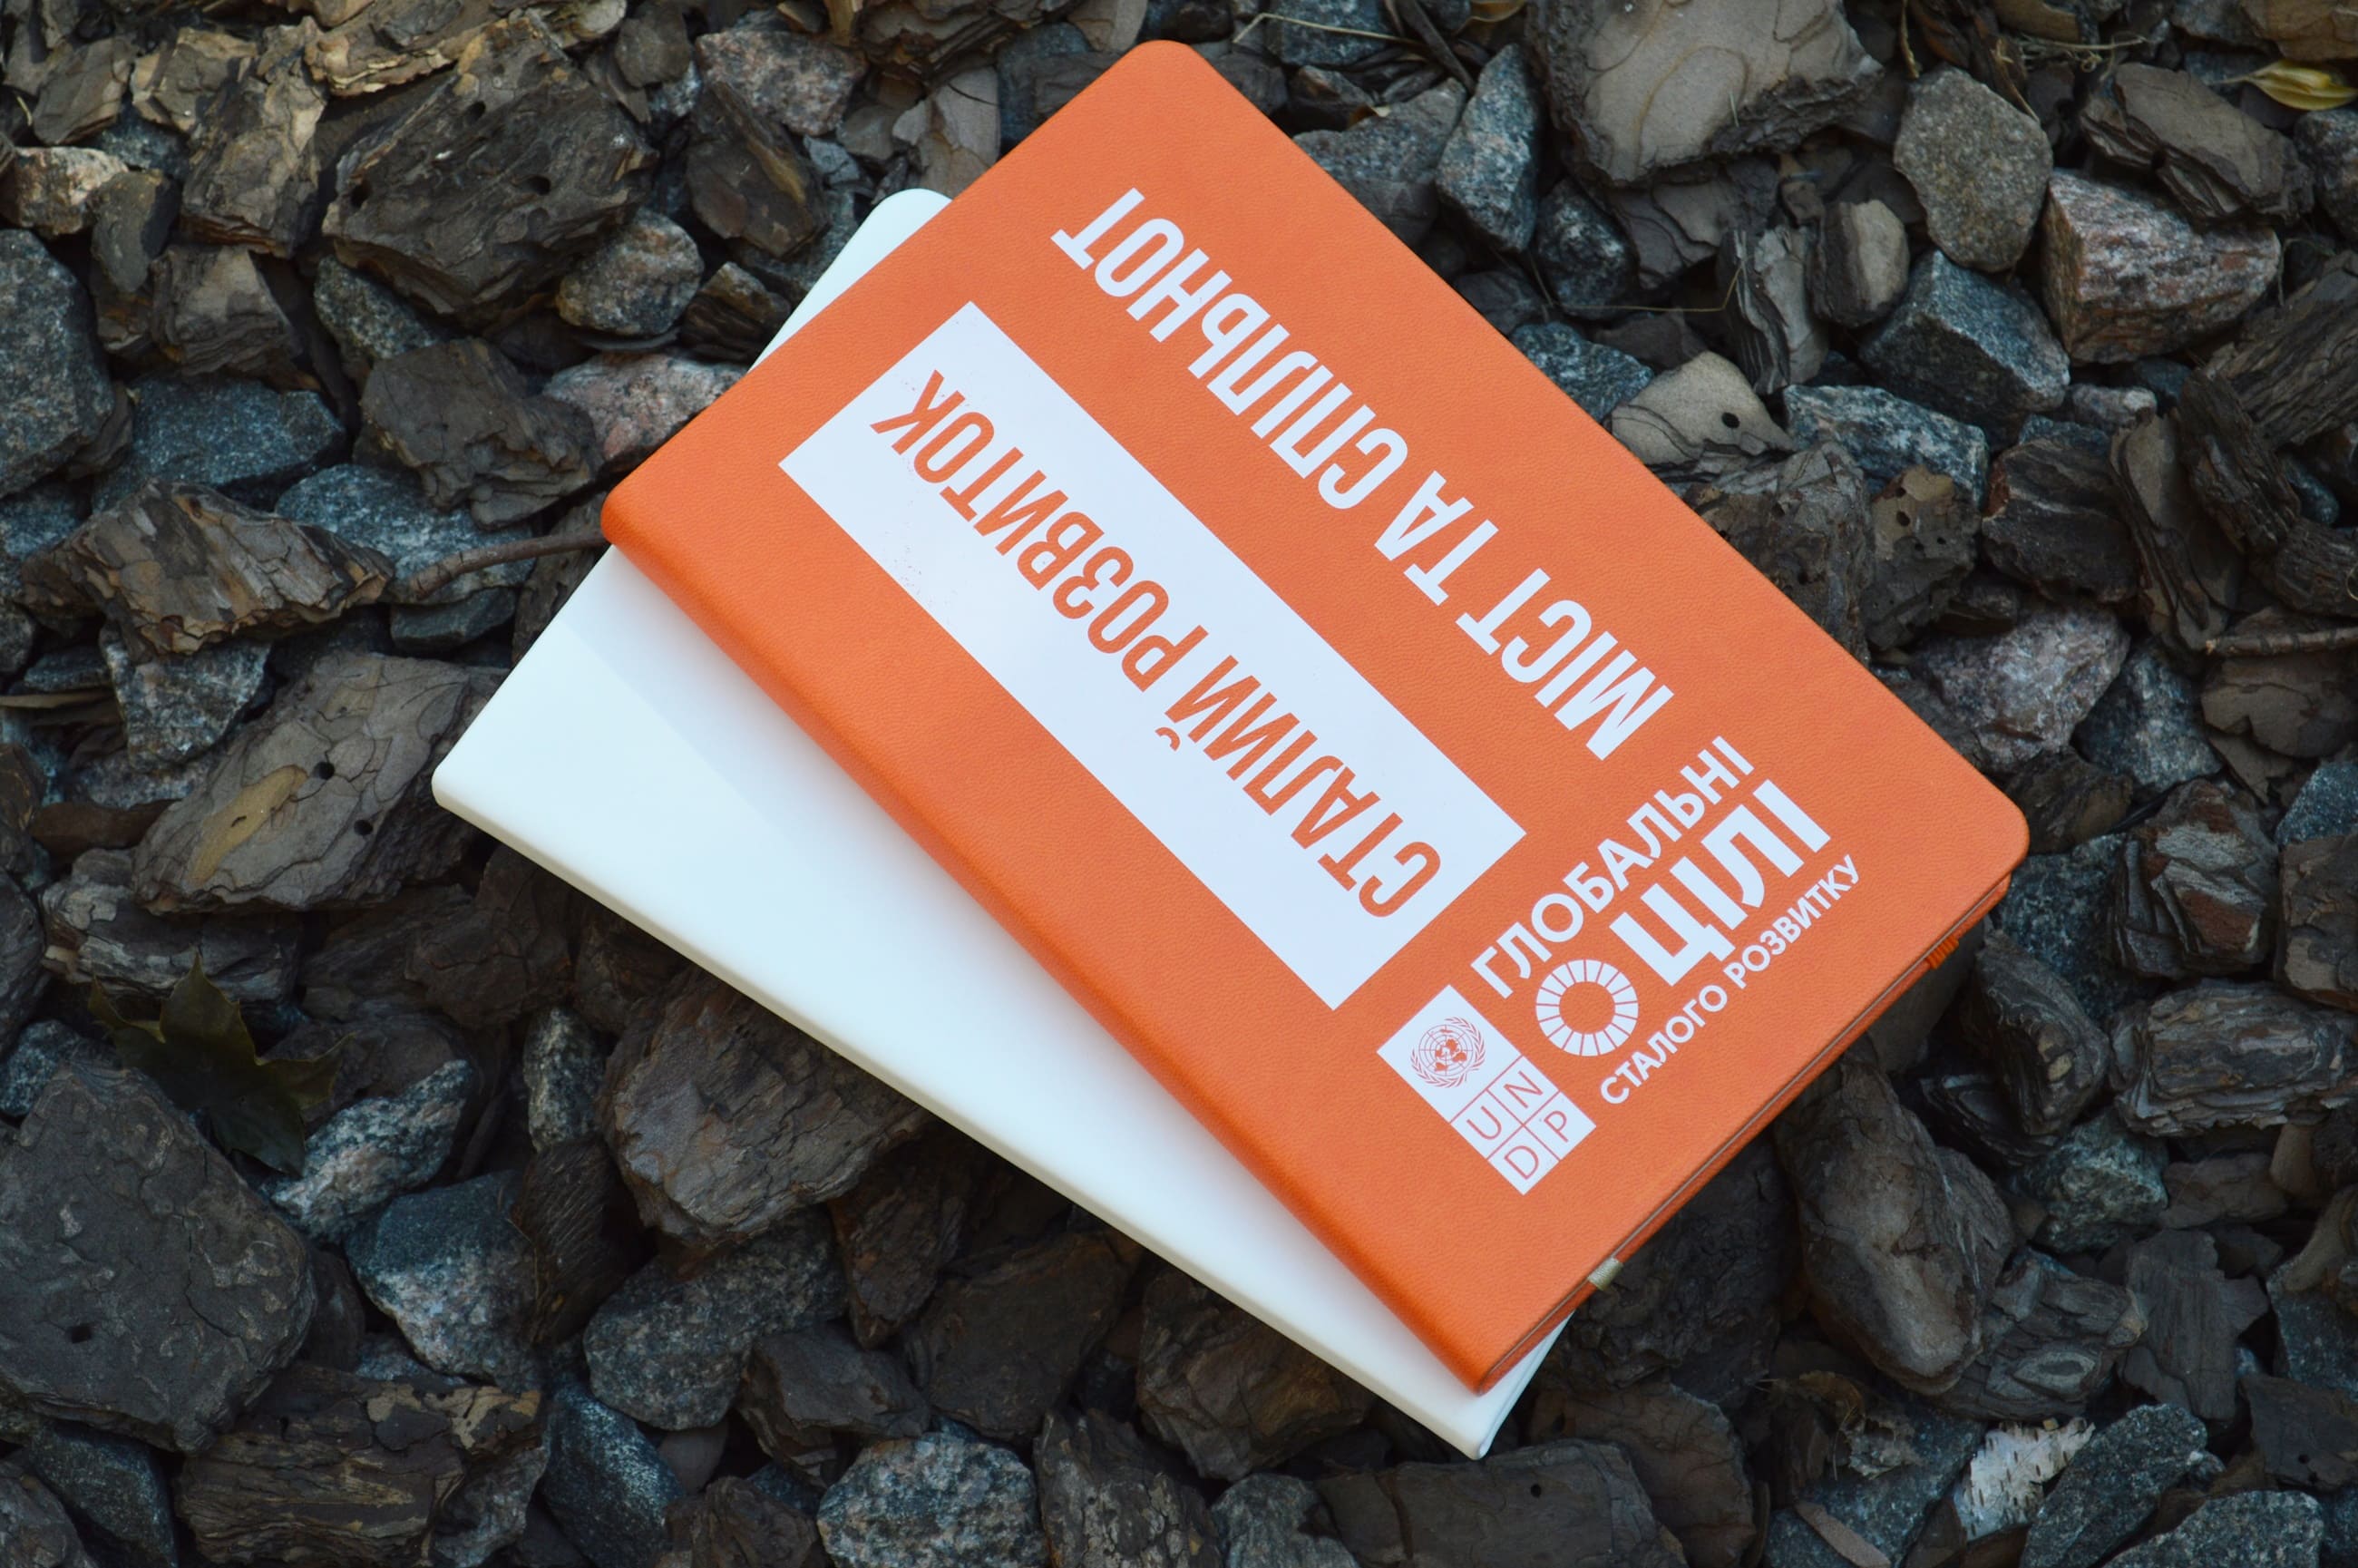 СТАЛИЙ РОЗВИТОК
МІСТ ТА СПІЛЬНОТ
ГЛОБАЛЬНІ
ЦІЛІ
СТАЛОГО РОЗВИТКУ
U N
D P